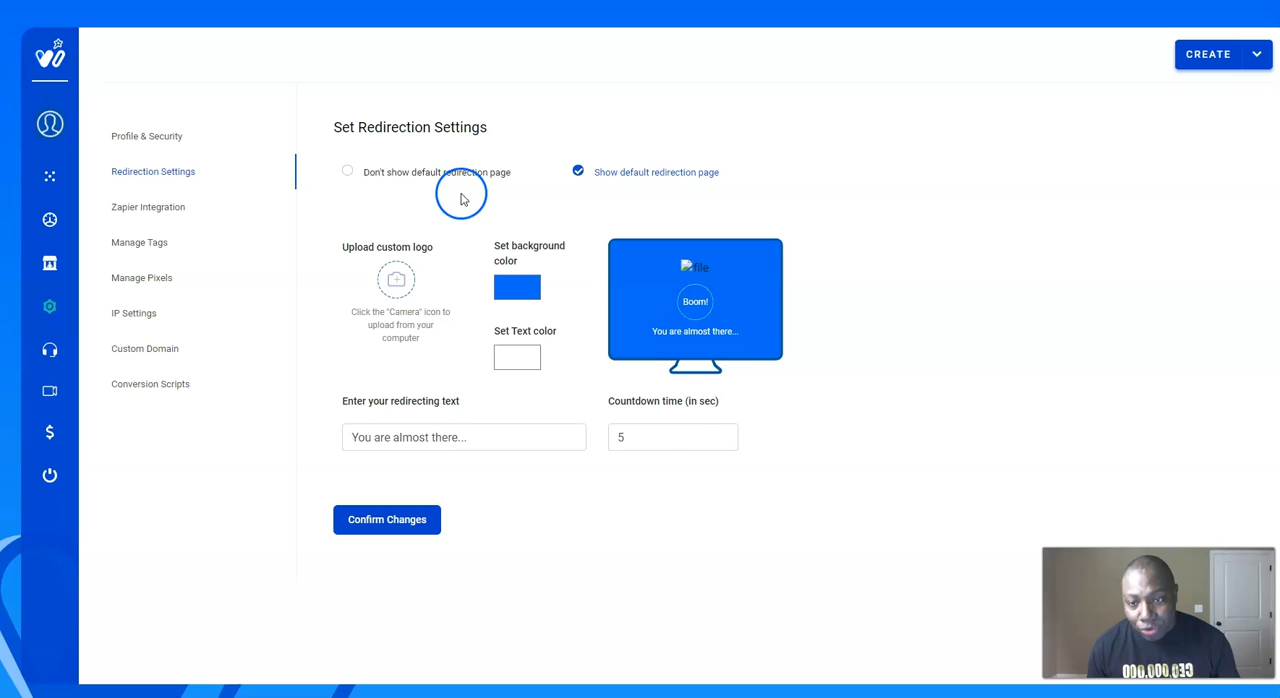 CREATE
Profile & Security
Redirection Settings
Zapier Integration
Manage Tags
Manage Pixels
IP Settings
Custom Domain
Conversion Scripts
Set Redirection Settings
Don't show default redirection page
Show default redirection page
Upload custom logo
Click the "Camera" icon to
upload from your
computer
Set background
color
Set Text color
file
Boom!
You are almost there...
Enter your redirecting text
You are almost there...
Countdown time (in sec)
5
Confirm Changes